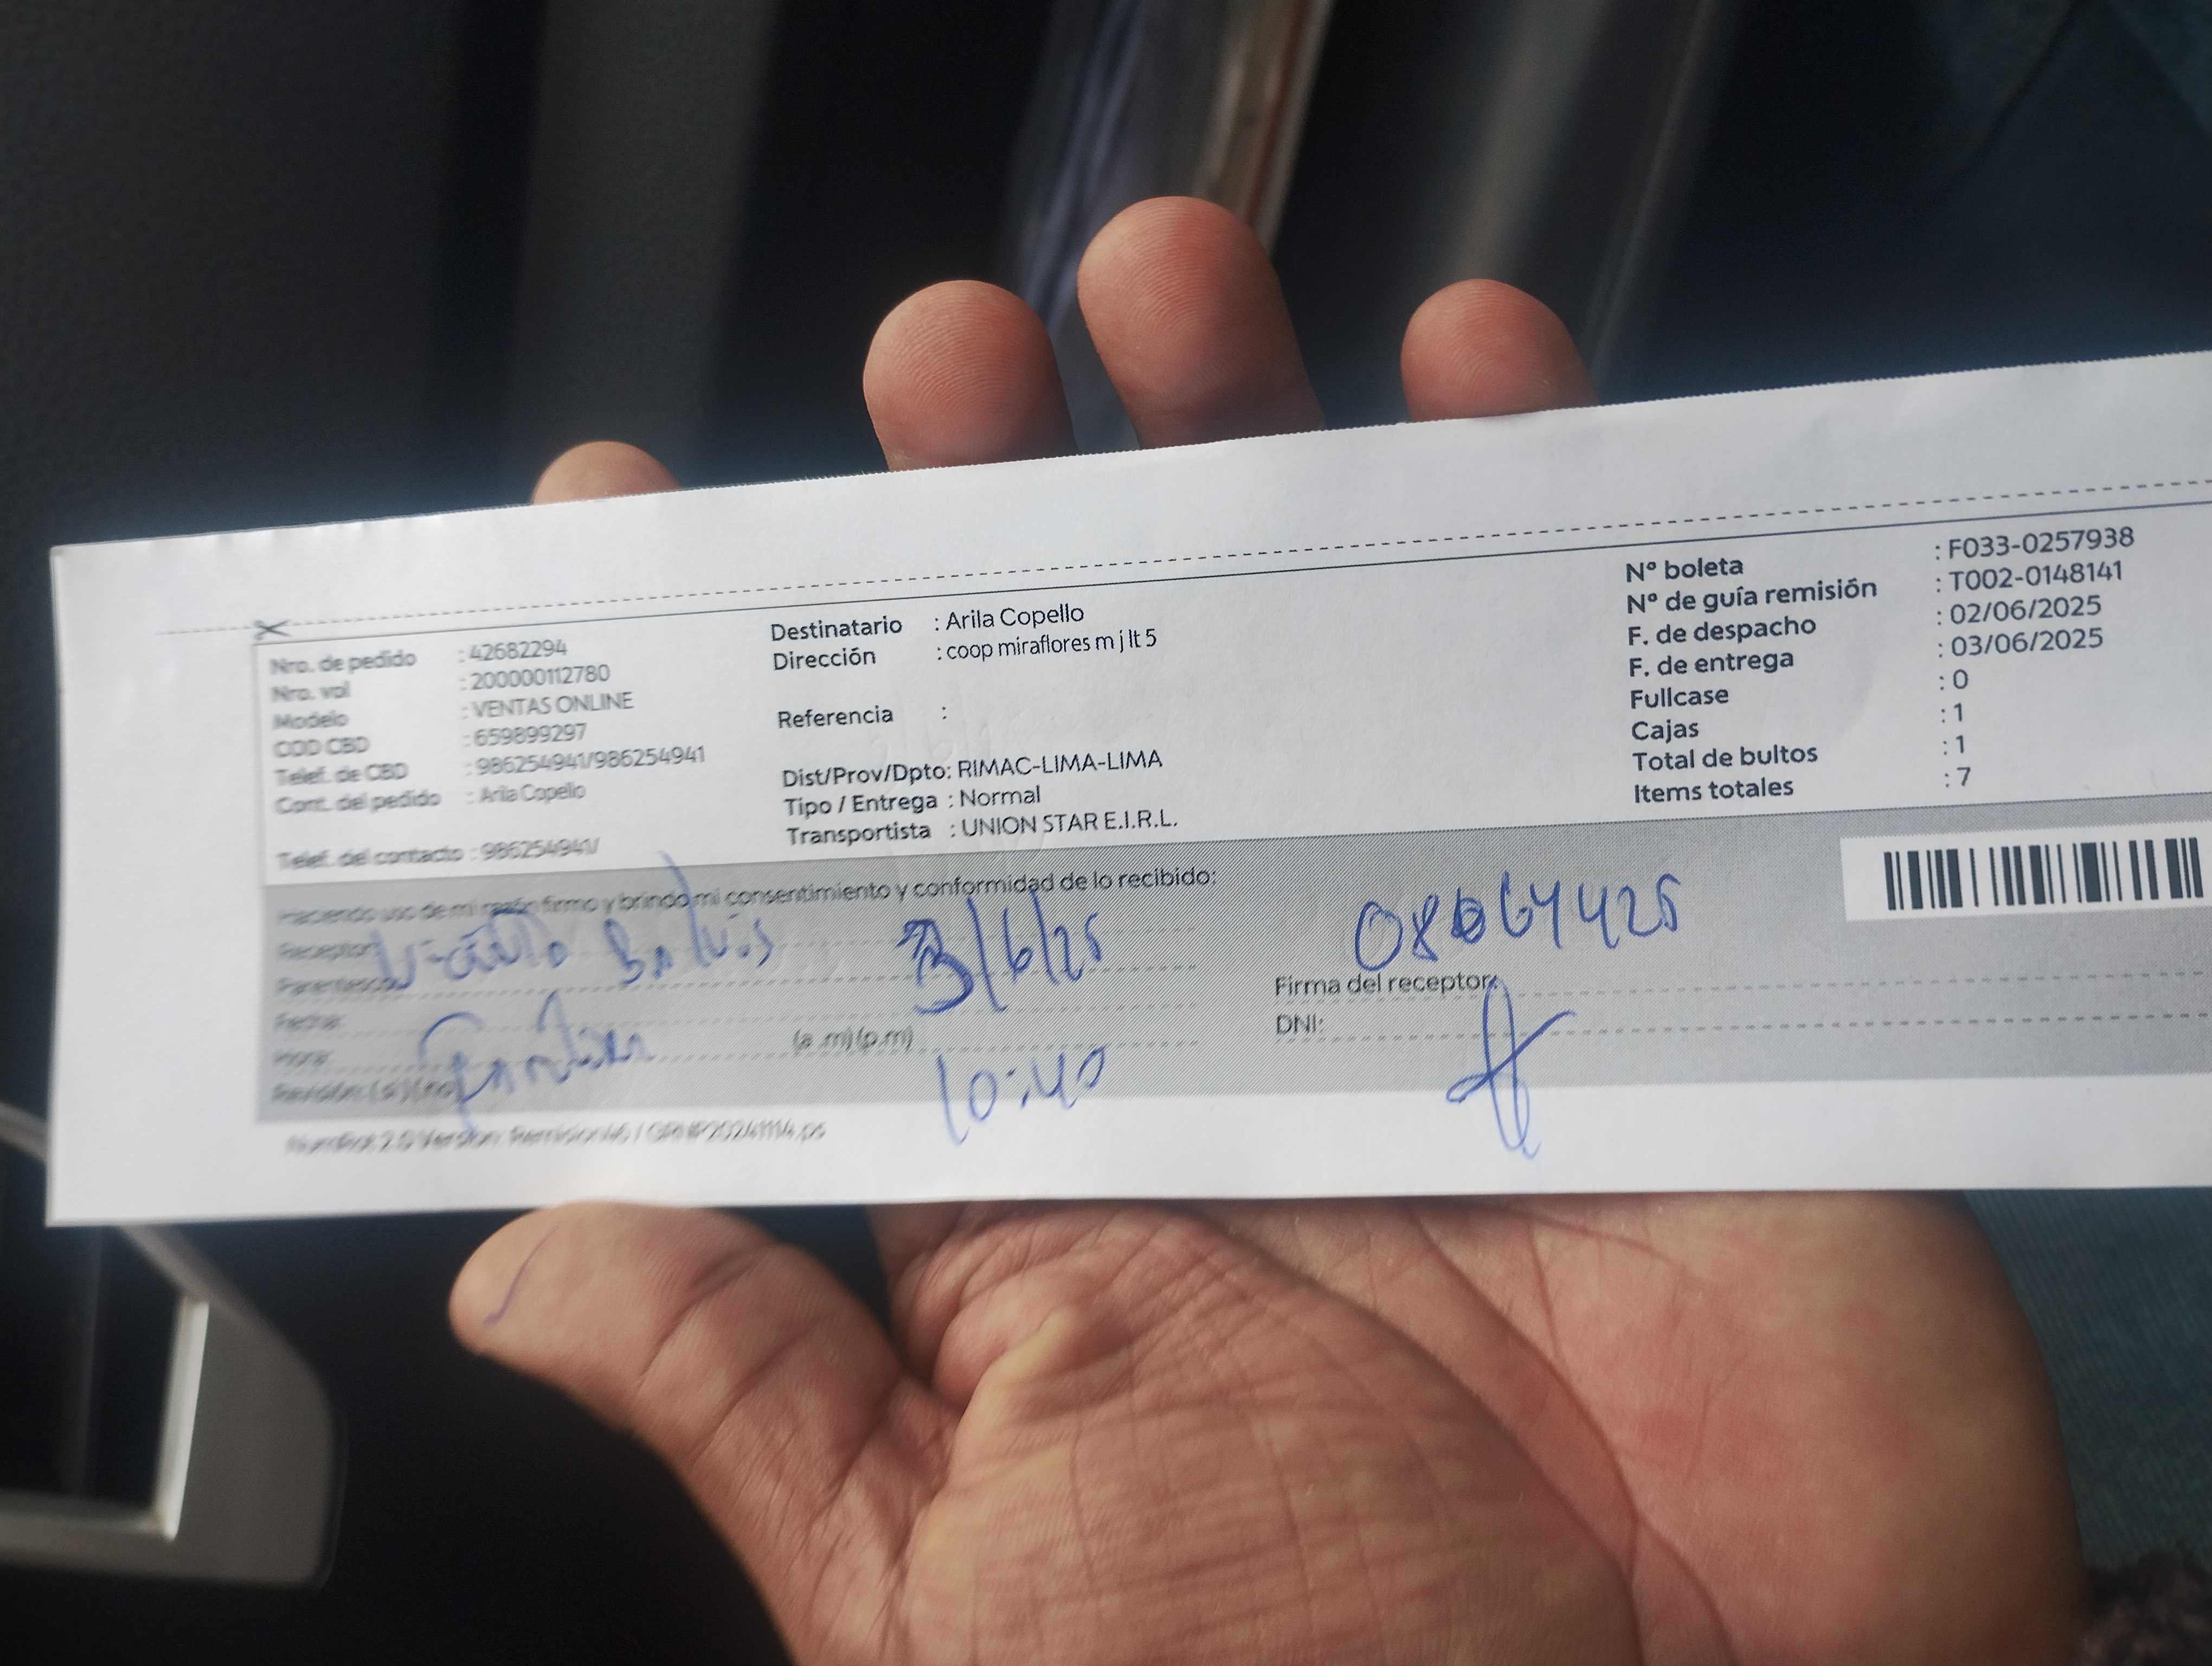 Nro. de pedido : 42682294
Nro. vol : 200000112780
Modelo : VENTAS ONLINE
COD CBD : 659899297
Telef. de CBD : 986254941/986254941
Cont. del pedido : Arila Copello
Telef. del contacto : 986254941/
Destinatario : Arila Copello
Dirección : coop miraflores m j lt 5
Referencia :
Dist/Prov/Dpto: RIMAC-LIMA-LIMA
Tipo / Entrega : Normal
Transportista : UNION STAR E.I.R.L.
Nº boleta : F033-0257938
Nº de guía remisión : T002-0148141
F. de despacho : 02/06/2025
F. de entrega : 03/06/2025
Fullcase : 0
Cajas : 1
Total de bultos : 1
Items totales : 7
Haciendo uso de mi razón firmo y brindo mi consentimiento y conformidad de lo recibido:
Receptor:
Parentesco:
Fecha: 3/6/25
Hora: (a.m)(p.m) 10:40
Firma del receptor:
DNI: